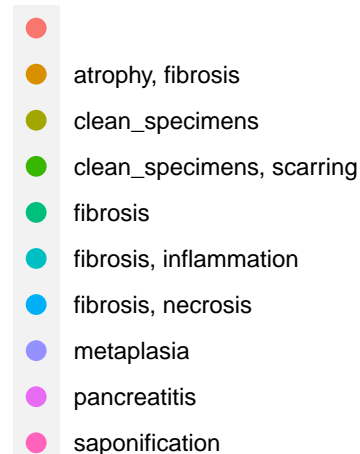 atrophy, fibrosis
clean_specimens
clean_specimens, scarring
fibrosis
fibrosis, inflammation
fibrosis, necrosis
metaplasia
pancreatitis
saponification